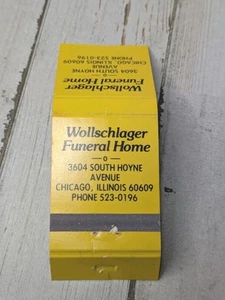 Wollschlager
Funeral Home
—o—
3604 SOUTH HOYNE
AVENUE
CHICAGO, ILLINOIS 60609
PHONE 523-0196
Wollschlager
Funeral Home
—o—
3604 SOUTH HOYNE
AVENUE
CHICAGO, ILLINOIS 60609
PHONE 523-0196